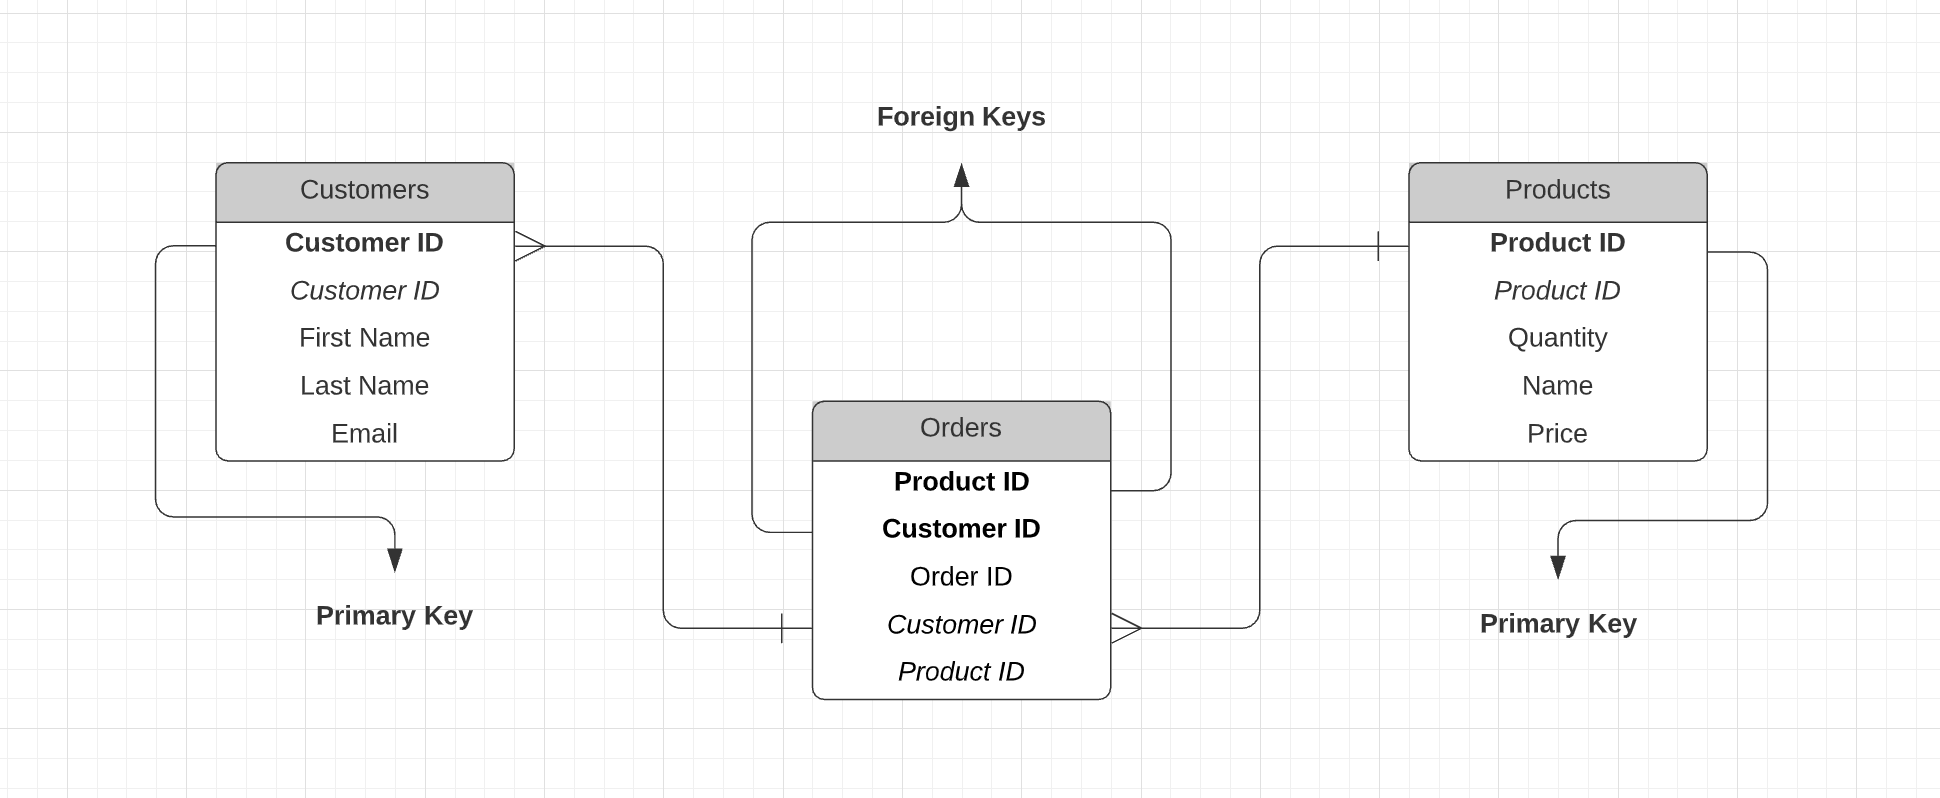 Foreign Keys
Customers
Customer ID
Customer ID
First Name
Last Name
Email
Primary Key
Orders
Product ID
Customer ID
Order ID
Customer ID
Product ID
Products
Product ID
Product ID
Quantity
Name
Price
Primary Key